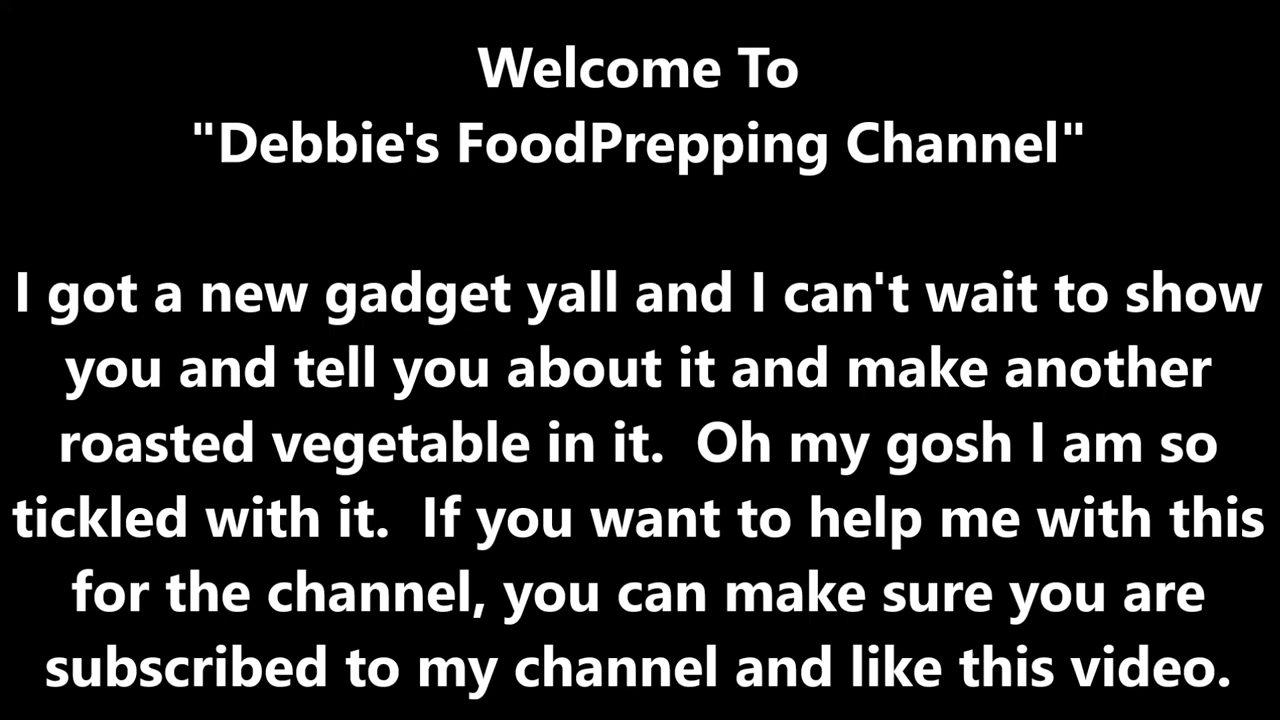 Welcome To
"Debbie's FoodPrepping Channel"
I got a new gadget yall and I can't wait to show
you and tell you about it and make another
roasted vegetable in it.  Oh my gosh I am so
tickled with it.  If you want to help me with this
for the channel, you can make sure you are
subscribed to my channel and like this video.